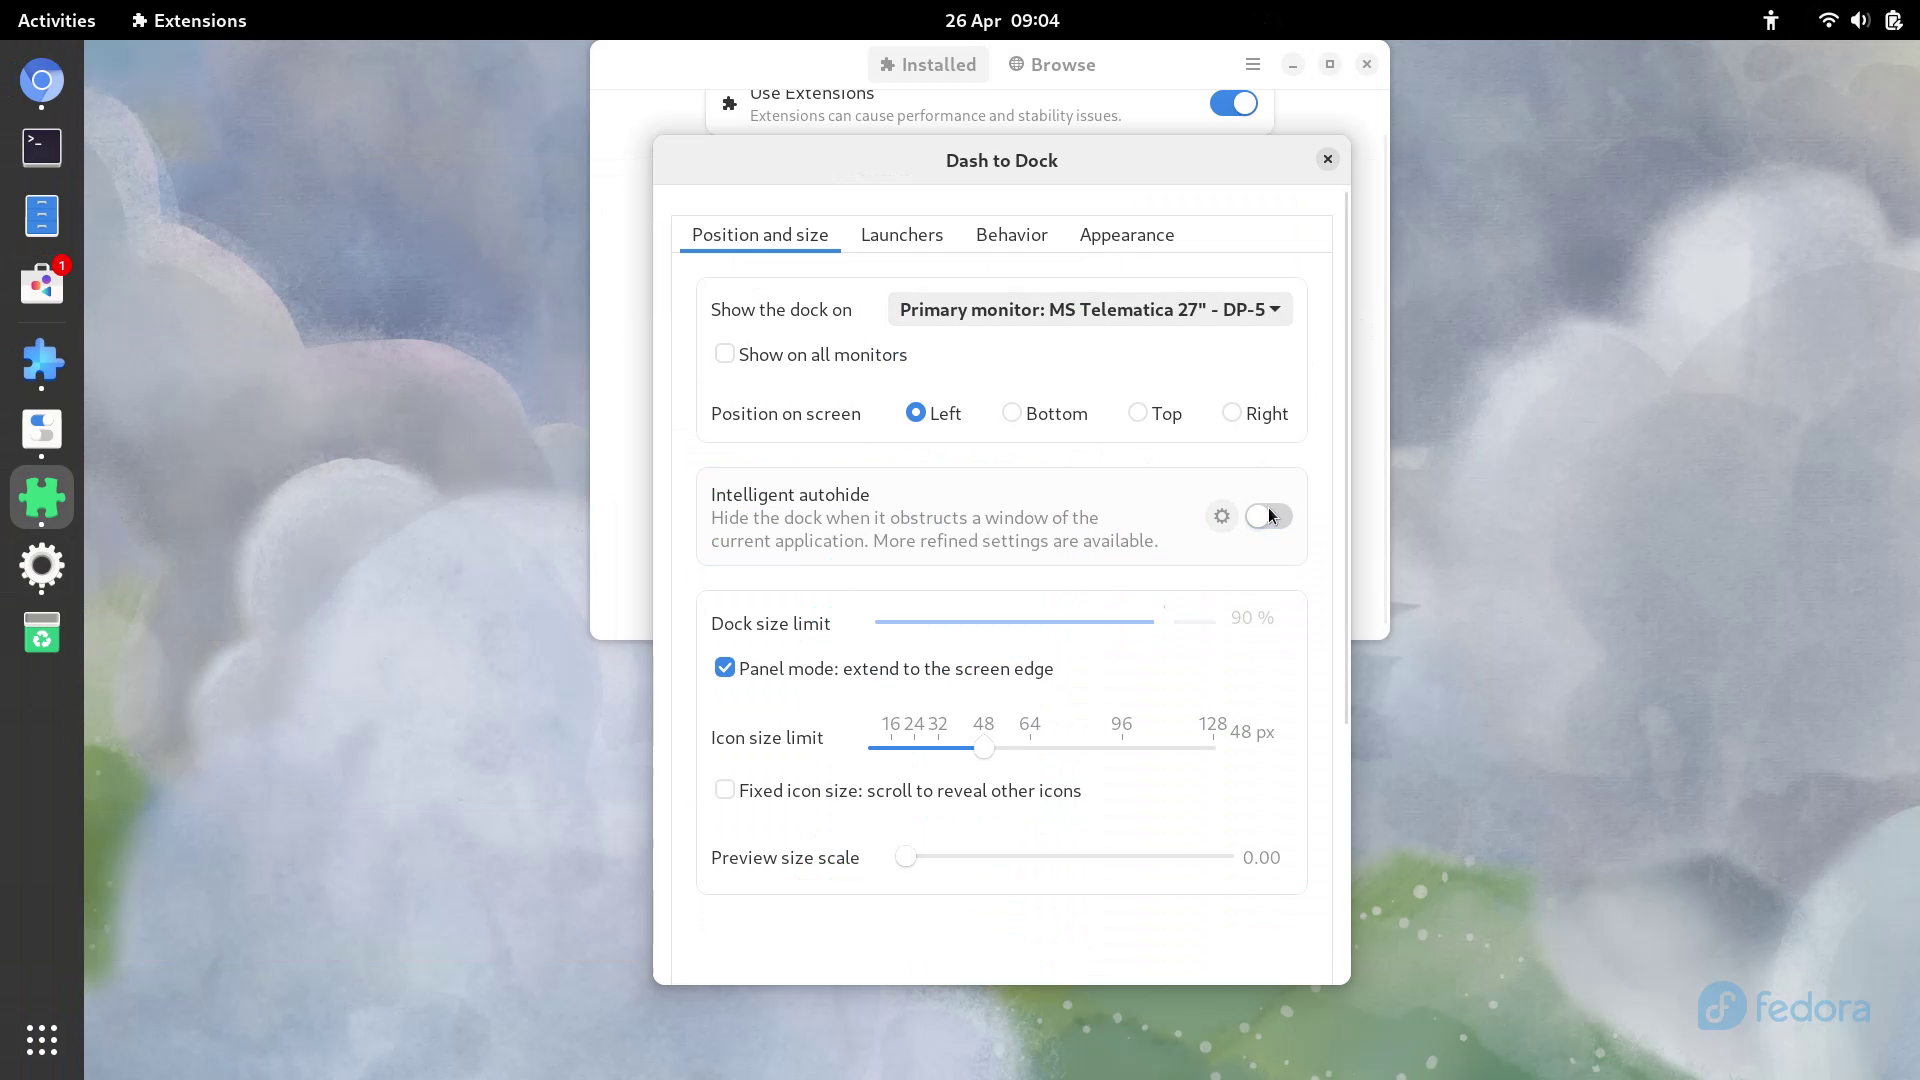 Activities
Extensions
26 Apr 09:04
Installed
Browse
Use Extensions
Extensions can cause performance and stability issues.
1
Dash to Dock
Position and size
Launchers
Behavior
Appearance
Show the dock on
Primary monitor: MS Telematica 27" - DP-5
Show on all monitors
Position on screen
Left
Bottom
Top
Right
Intelligent autohide
Hide the dock when it obstructs a window of the
current application. More refined settings are available.
Dock size limit
90 %
Panel mode: extend to the screen edge
16 24 32 48 64 96 128
Icon size limit
48 px
Fixed icon size: scroll to reveal other icons
Preview size scale
0.00
fedora